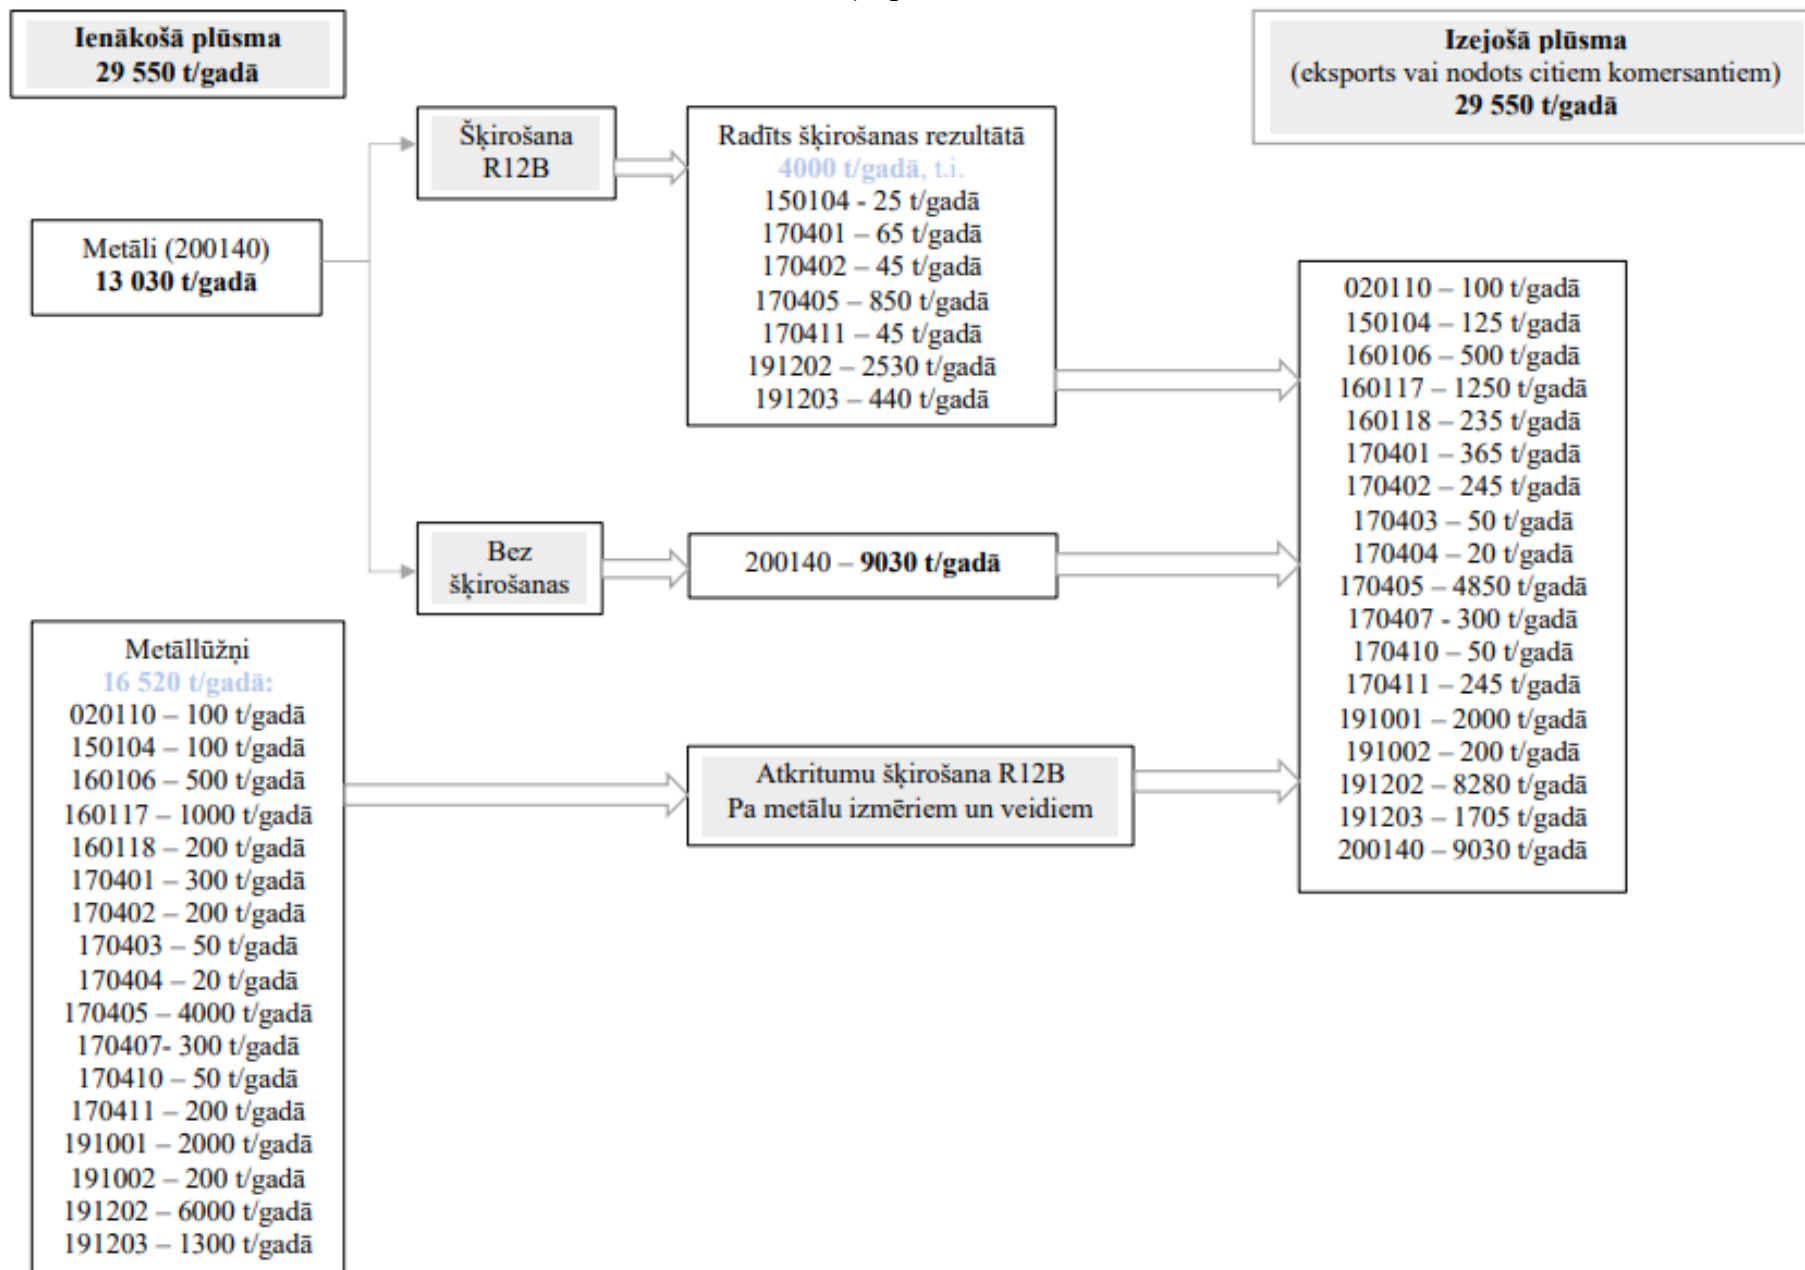 Ienākošā plūsma
29 550 t/gadā
Izejošā plūsma
(eksports vai nodots citiem komersantiem)
29 550 t/gadā
Šķirošana
R12B
Radīts šķirošanas rezultātā
4000 t/gadā, t.i.
150104 - 25 t/gadā
170401 – 65 t/gadā
170402 – 45 t/gadā
170405 – 850 t/gadā
170411 – 45 t/gadā
191202 – 2530 t/gadā
191203 – 440 t/gadā
Metāli (200140)
13 030 t/gadā
020110 – 100 t/gadā
150104 – 125 t/gadā
160106 – 500 t/gadā
160117 – 1250 t/gadā
160118 – 235 t/gadā
170401 – 365 t/gadā
170402 – 245 t/gadā
170403 – 50 t/gadā
170404 – 20 t/gadā
170405 – 4850 t/gadā
170407 - 300 t/gadā
170410 – 50 t/gadā
170411 – 245 t/gadā
191001 – 2000 t/gadā
191002 – 200 t/gadā
191202 – 8280 t/gadā
191203 – 1705 t/gadā
200140 – 9030 t/gadā
Bez
šķirošanas
200140 – 9030 t/gadā
Metāllūžņi
16 520 t/gadā:
020110 – 100 t/gadā
150104 – 100 t/gadā
160106 – 500 t/gadā
160117 – 1000 t/gadā
160118 – 200 t/gadā
170401 – 300 t/gadā
170402 – 200 t/gadā
170403 – 50 t/gadā
170404 – 20 t/gadā
170405 – 4000 t/gadā
170407- 300 t/gadā
170410 – 50 t/gadā
170411 – 200 t/gadā
191001 – 2000 t/gadā
191002 – 200 t/gadā
191202 – 6000 t/gadā
191203 – 1300 t/gadā
Atkritumu šķirošana R12B
Pa metālu izmēriem un veidiem